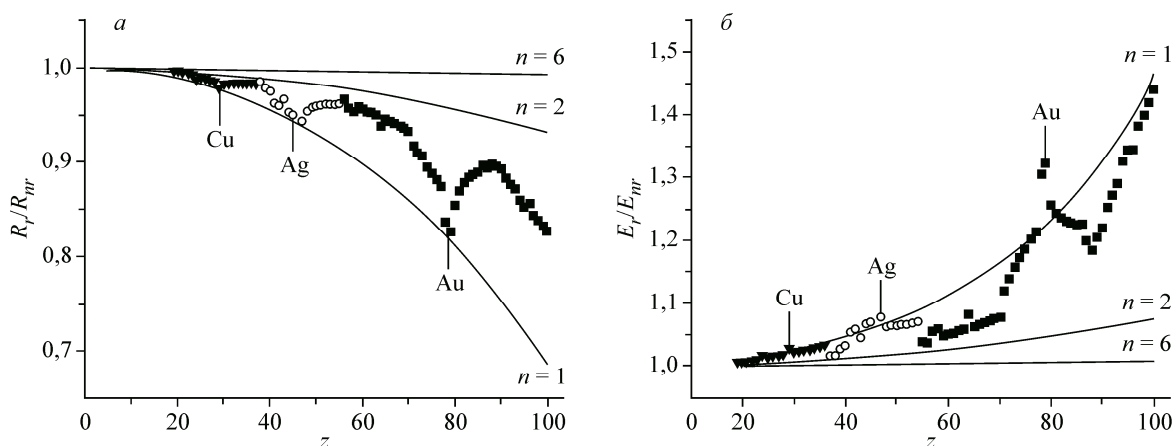 а
R_r/R_nr
1,0
0,9
0,8
0,7
n = 6
n = 2
n = 1
Cu
Ag
Au
0
20
40
60
80
100
z
б
E_r/E_nr
1,5
1,4
1,3
1,2
1,1
1,0
n = 1
Au
Ag
Cu
n = 2
n = 6
20
40
60
80
100
z